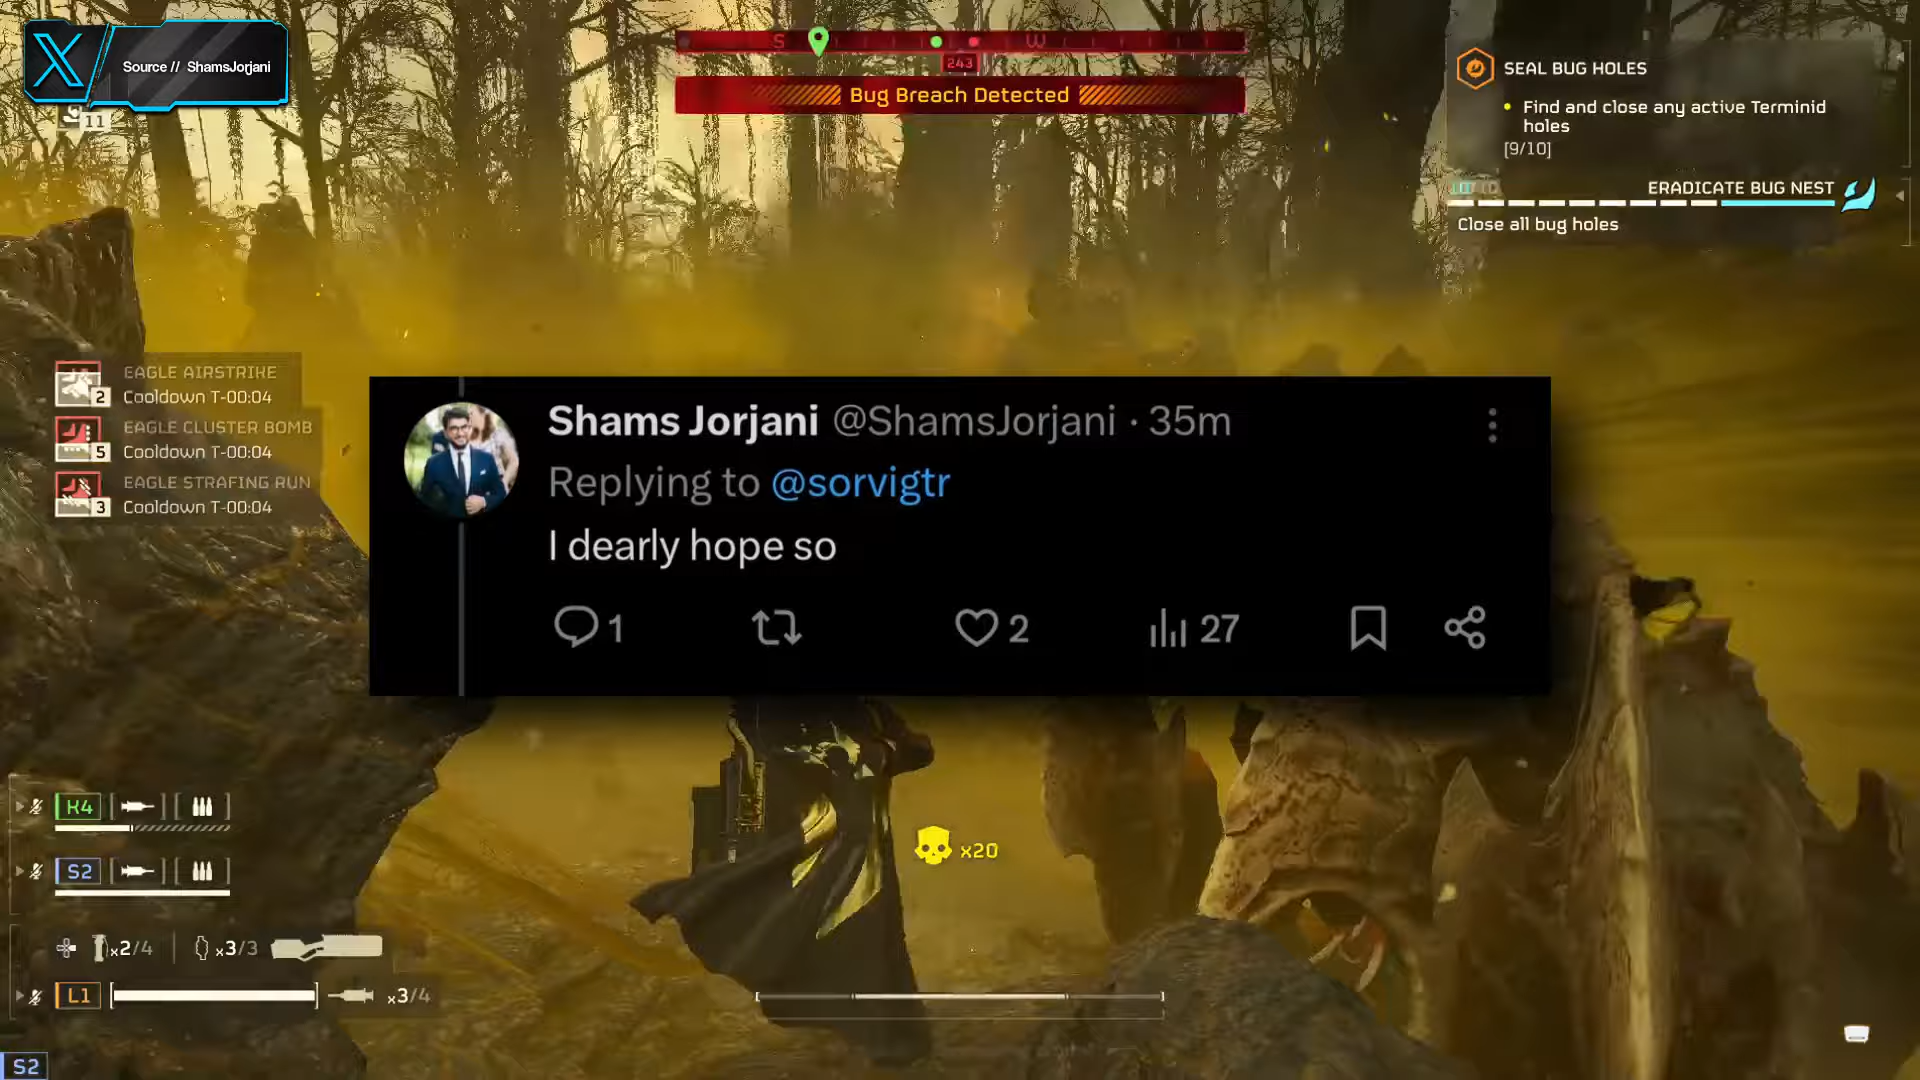 Source // ShamsJorjani
11
S
W
243
Bug Breach Detected
SEAL BUG HOLES
• Find and close any active Terminid
holes
[9/10]
ERADICATE BUG NEST
Close all bug holes
EAGLE AIRSTRIKE
2 Cooldown T-00:04
EAGLE CLUSTER BOMB
5 Cooldown T-00:04
EAGLE STRAFING RUN
3 Cooldown T-00:04
Shams Jorjani @ShamsJorjani · 35m
Replying to @sorvigtr
I dearly hope so
1 2 27
K4
S2
x20
x2/4 x3/3
L1 x3/4
S2